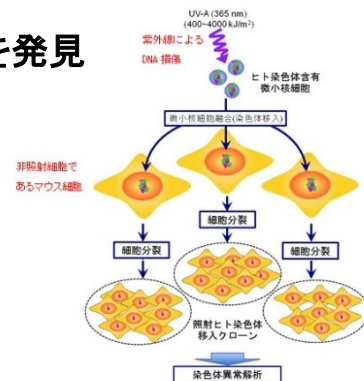 を発見
UV-A (365 nm)
(400~4000 kJ/m²)
紫外線による
DNA 損傷
ヒト染色体含有
微小核細胞
微小核細胞融合(染色体移入)
非照射細胞で
あるマウス細胞
細胞分裂
細胞分裂
細胞分裂
照射ヒト染色体
移入クローン
染色体異常解析